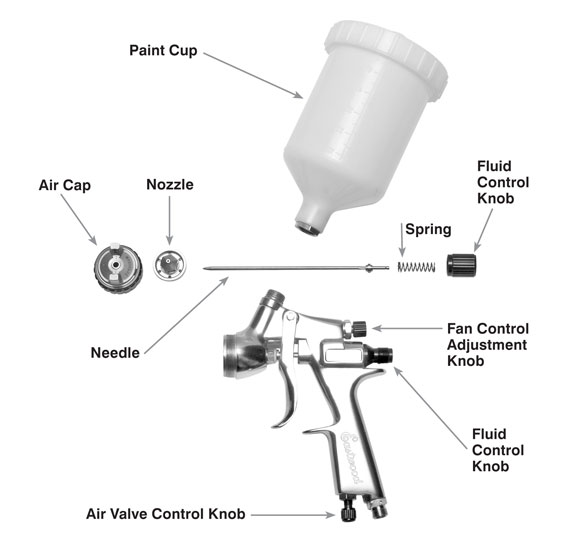 Paint Cup
Fluid
Control
Knob
Air Cap
Nozzle
Spring
Needle
Fan Control
Adjustment
Knob
Fluid
Control
Knob
Eastwood
Air Valve Control Knob